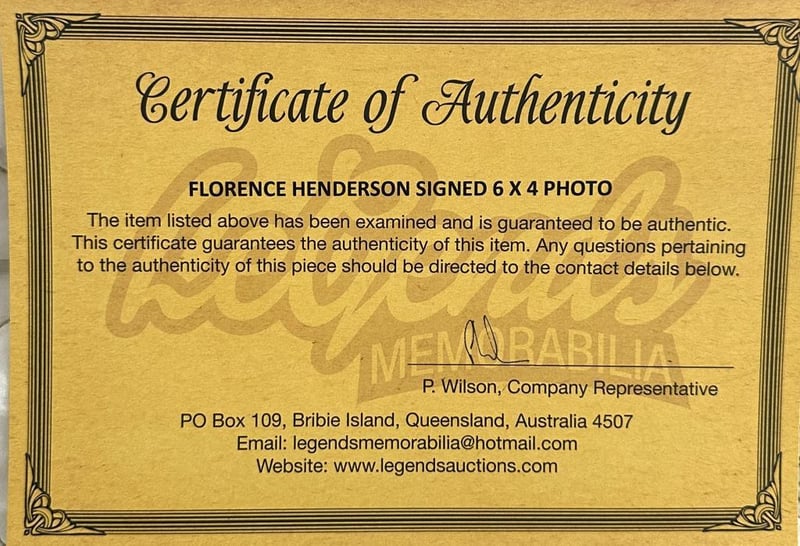 Certificate of Authenticity
FLORENCE HENDERSON SIGNED 6 X 4 PHOTO
The item listed above has been examined and is guaranteed to be authentic.
This certificate guarantees the authenticity of this item. Any questions pertaining
to the authenticity of this piece should be directed to the contact details below.
Legends
MEMORABILIA
P. Wilson, Company Representative
PO Box 109, Bribie Island, Queensland, Australia 4507
Email: legendsmemorabilia@hotmail.com
Website: www.legendsauctions.com